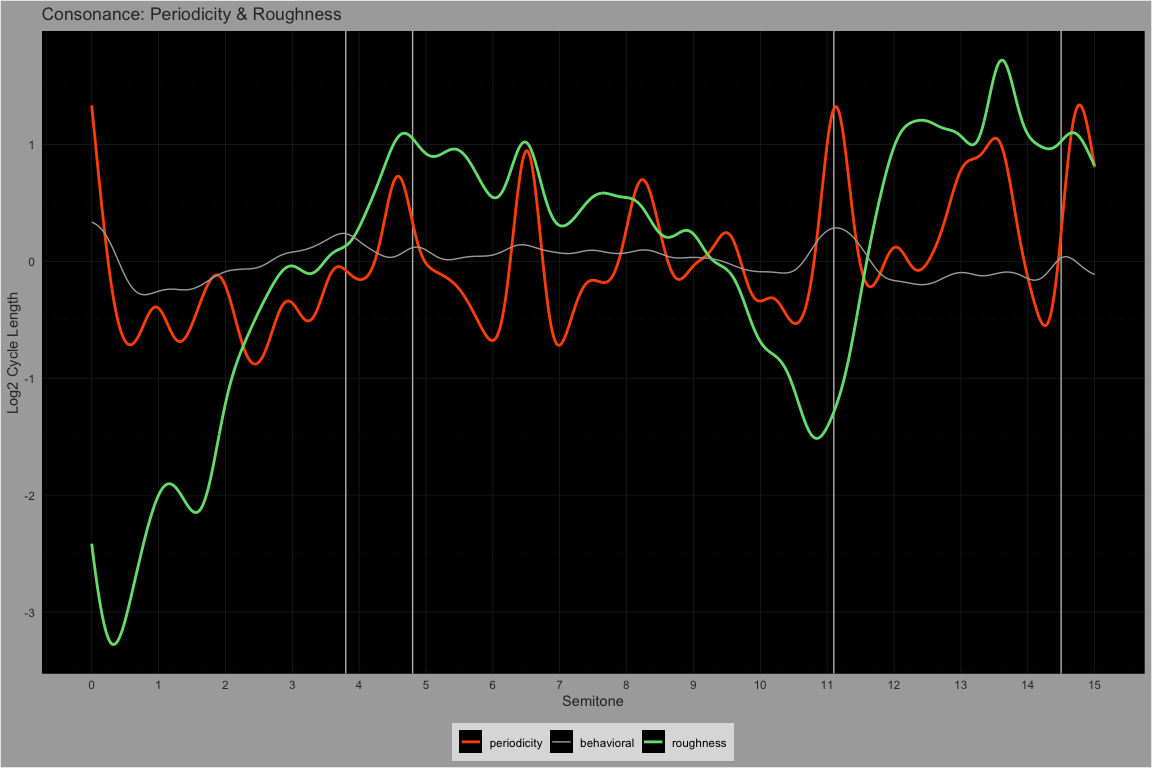 Consonance: Periodicity & Roughness
Log2 Cycle Length
1
0
-1
-2
-3
0 1 2 3 4 5 6 7 8 9 10 11 12 13 14 15
Semitone
periodicity behavioral roughness